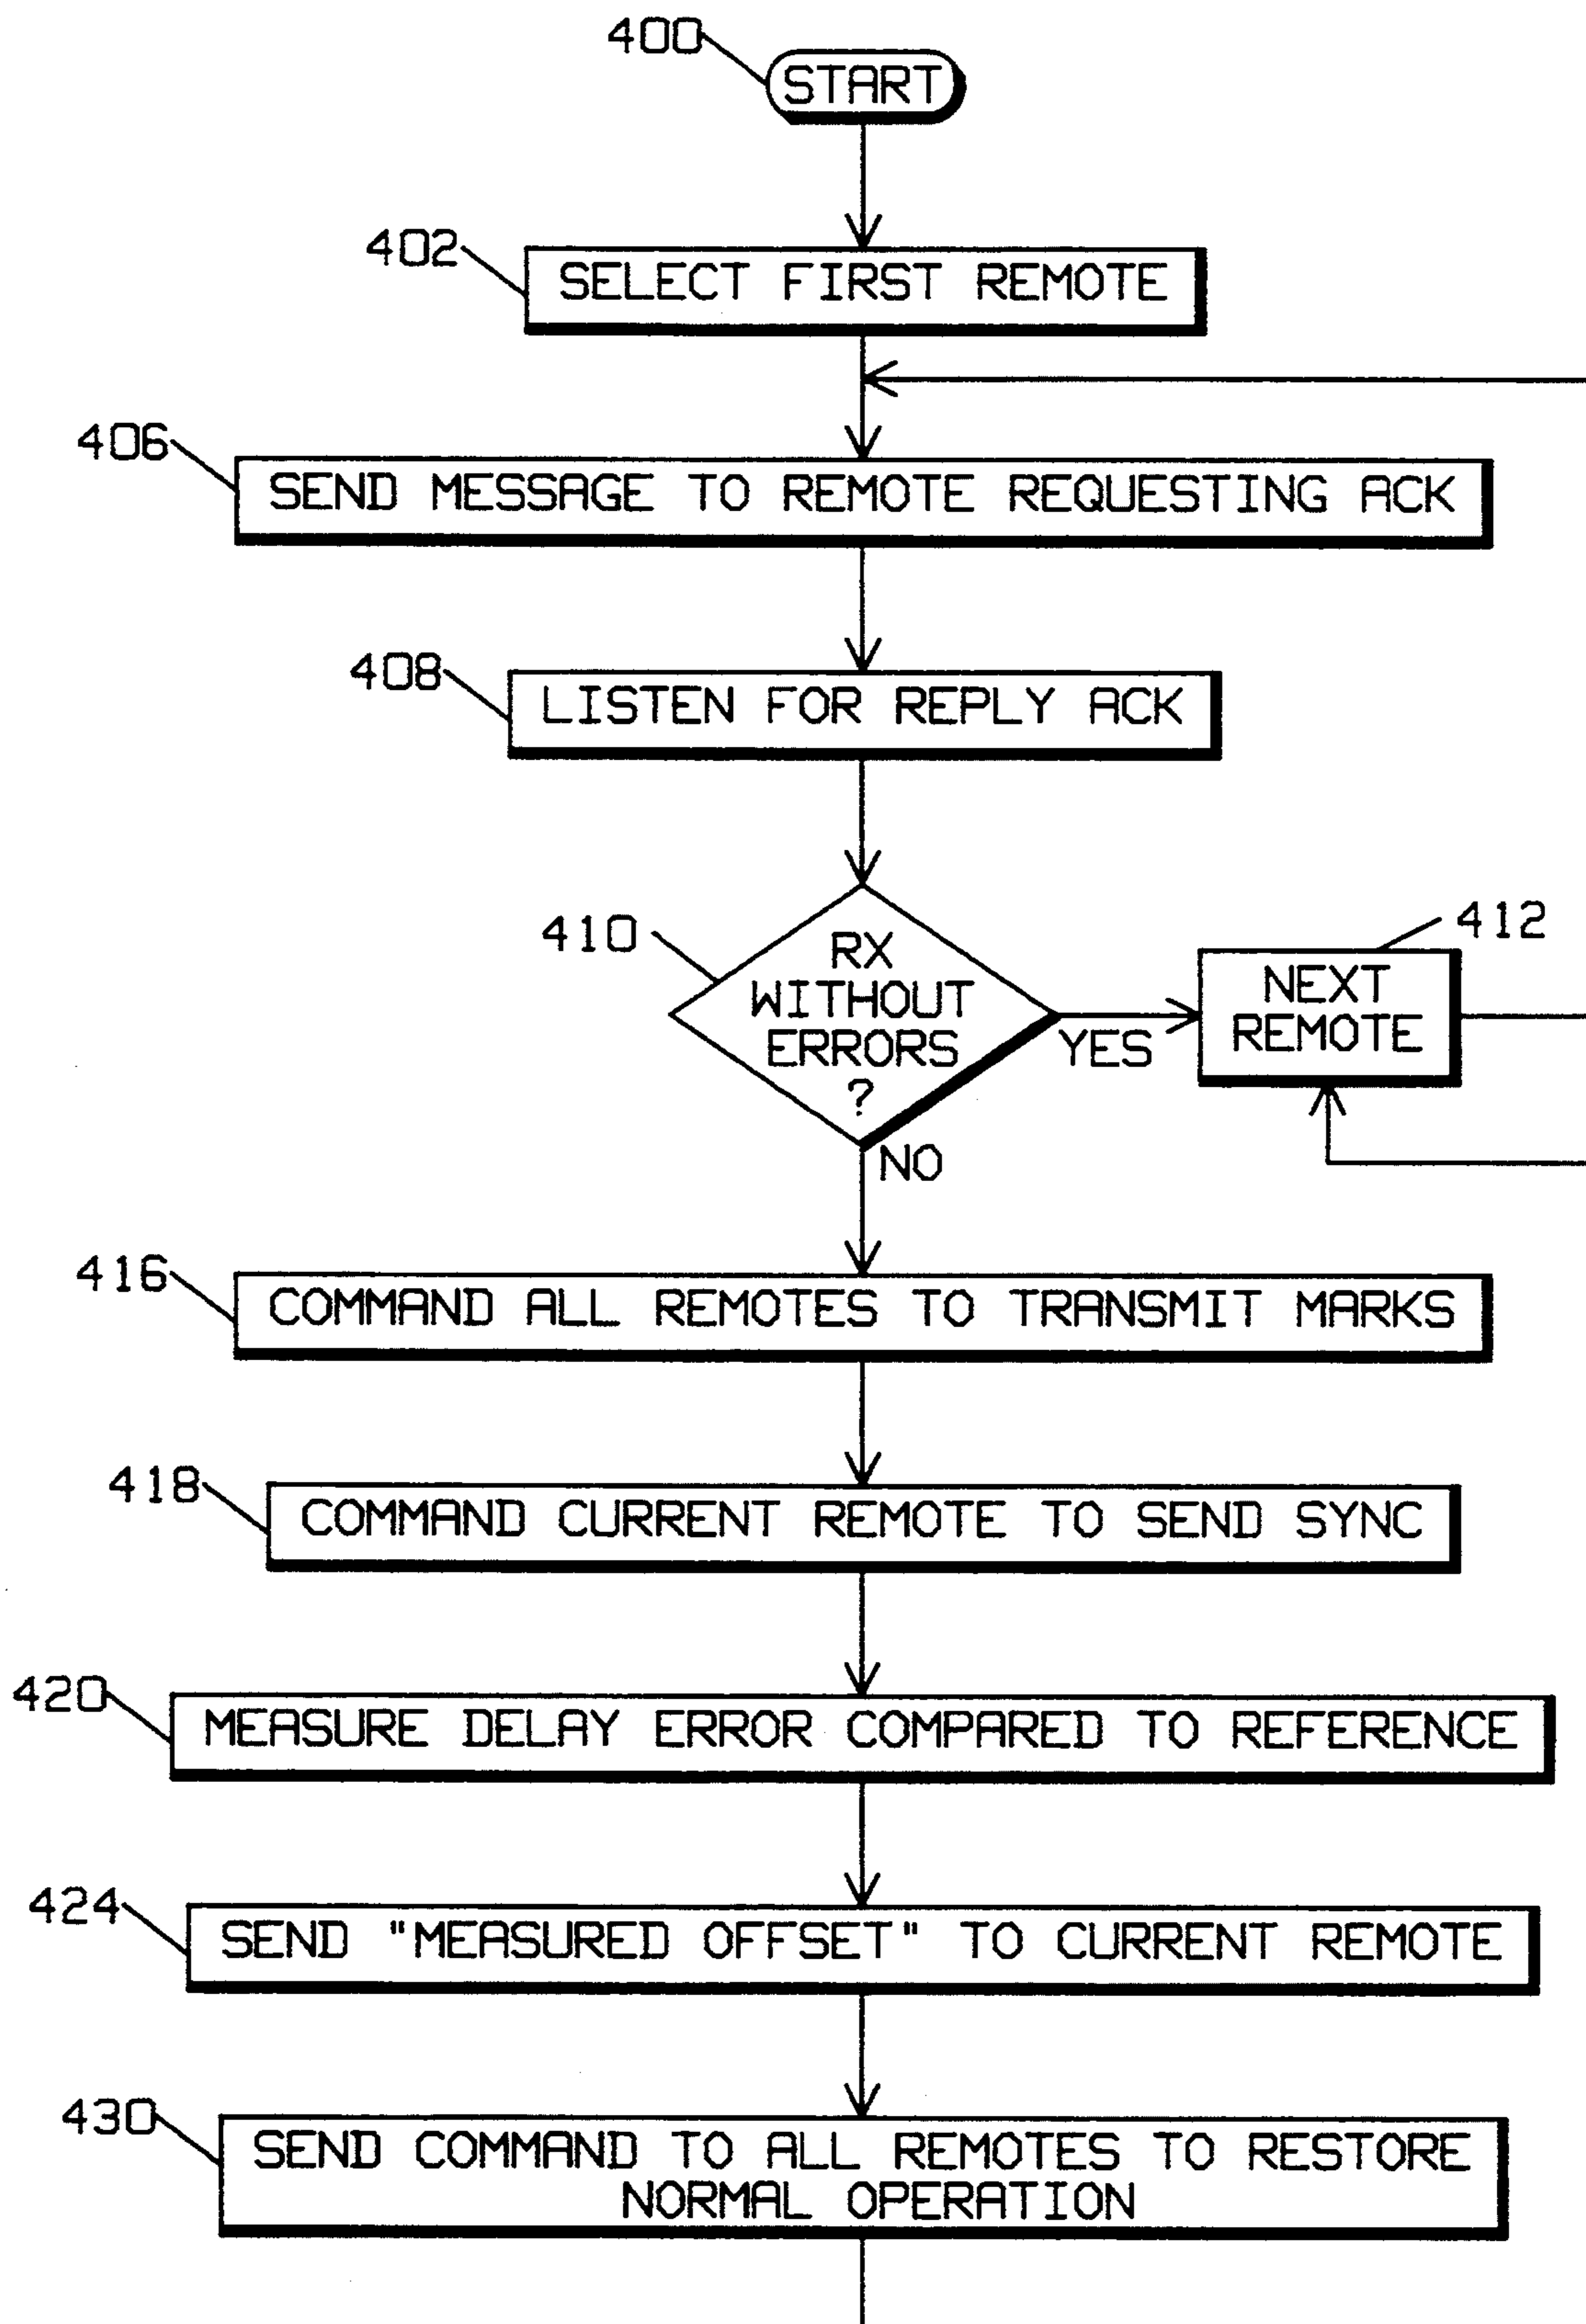 400
START
402
SELECT FIRST REMOTE
406
SEND MESSAGE TO REMOTE REQUESTING ACK
408
LISTEN FOR REPLY ACK
410
RX
WITHOUT
ERRORS
?
YES
412
NEXT
REMOTE
NO
416
COMMAND ALL REMOTES TO TRANSMIT MARKS
418
COMMAND CURRENT REMOTE TO SEND SYNC
420
MEASURE DELAY ERROR COMPARED TO REFERENCE
424
SEND "MEASURED OFFSET" TO CURRENT REMOTE
430
SEND COMMAND TO ALL REMOTES TO RESTORE
NORMAL OPERATION